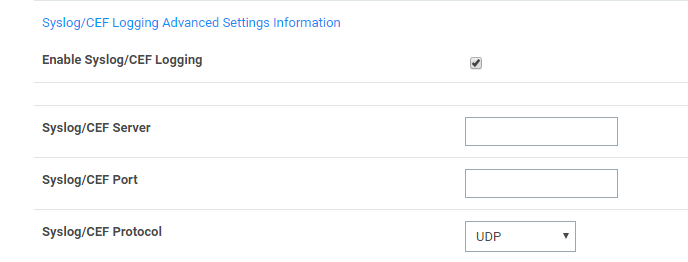 Syslog/CEF Logging Advanced Settings Information
Enable Syslog/CEF Logging
Syslog/CEF Server
Syslog/CEF Port
Syslog/CEF Protocol
UDP